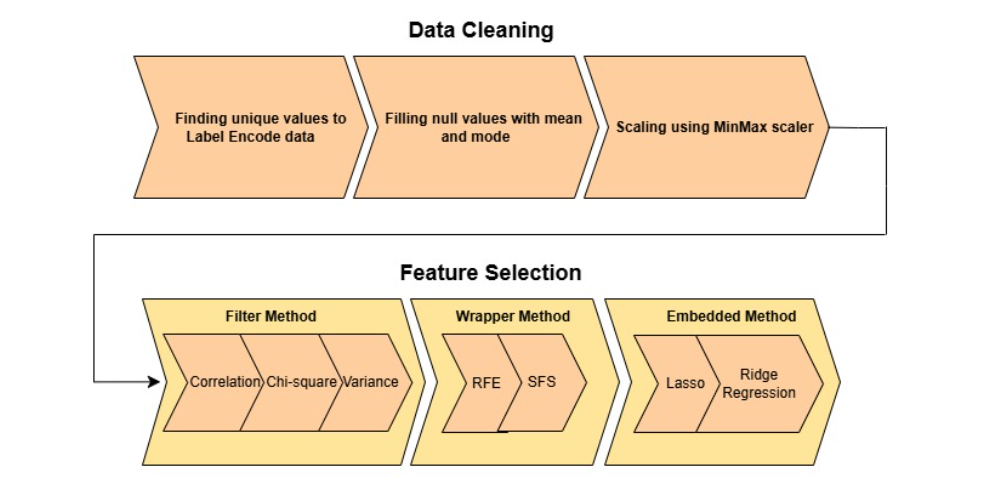 Data Cleaning
Finding unique values to
Label Encode data
Filling null values with mean
and mode
Scaling using MinMax scaler
Feature Selection
Filter Method
Correlation
Chi-square
Variance
Wrapper Method
RFE
SFS
Embedded Method
Lasso
Ridge
Regression